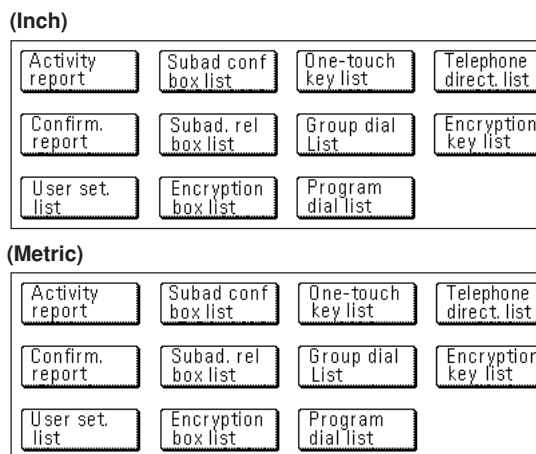 (Inch)
Activity
report
Subad conf
box list
One-touch
key list
Telephone
direct. list
Confirm.
report
Subad. rel
box list
Group dial
List
Encryption
key list
User set.
list
Encryption
box list
Program
dial list
(Metric)
Activity
report
Subad conf
box list
One-touch
key list
Telephone
direct. list
Confirm.
report
Subad. rel
box list
Group dial
List
Encryption
key list
User set.
list
Encryption
box list
Program
dial list